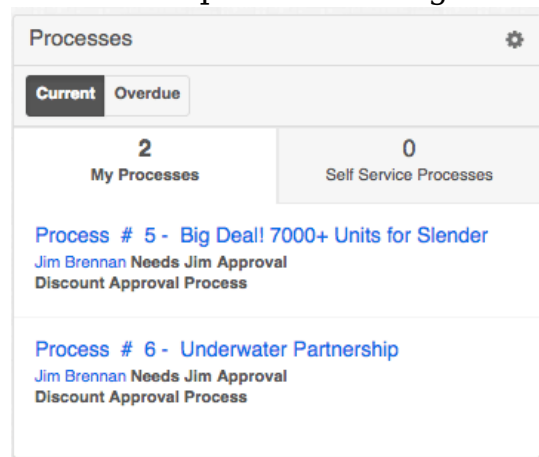 Processes
Current Overdue
2 0
My Processes Self Service Processes
Process # 5 - Big Deal! 7000+ Units for Slender
Jim Brennan Needs Jim Approval
Discount Approval Process
Process # 6 - Underwater Partnership
Jim Brennan Needs Jim Approval
Discount Approval Process